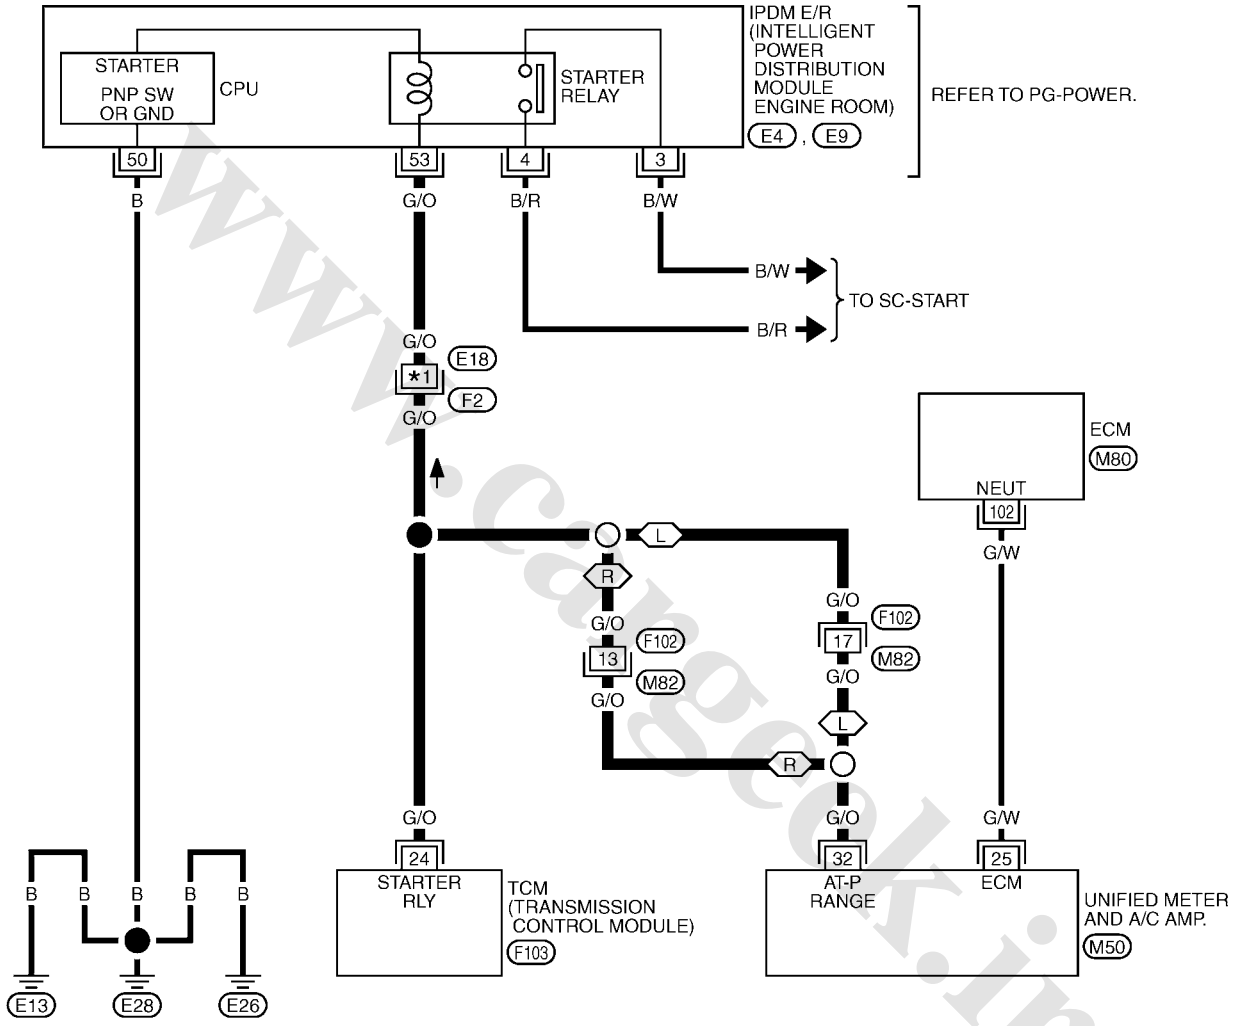 IPDM E/R
(INTELLIGENT
POWER
DISTRIBUTION
MODULE
ENGINE ROOM)
E4 , E9
REFER TO PG-POWER.
STARTER
PNP SW
OR GND
CPU
STARTER
RELAY
50
53
4
3
B
G/O
B/R
B/W
B/W
TO SC-START
B/R
G/O
E18
*1
F2
G/O
ECM
M80
NEUT
102
G/W
L
R
G/O
F102
G/O
F102
13
17
M82
M82
G/O
G/O
L
R
G/O
G/O
G/W
24
32
25
STARTER
RLY
TCM
(TRANSMISSION
CONTROL MODULE)
F103
AT-P
RANGE
ECM
UNIFIED METER
AND A/C AMP.
M50
B
B
B
B
B
E13
E28
E26
www.cargeek.in